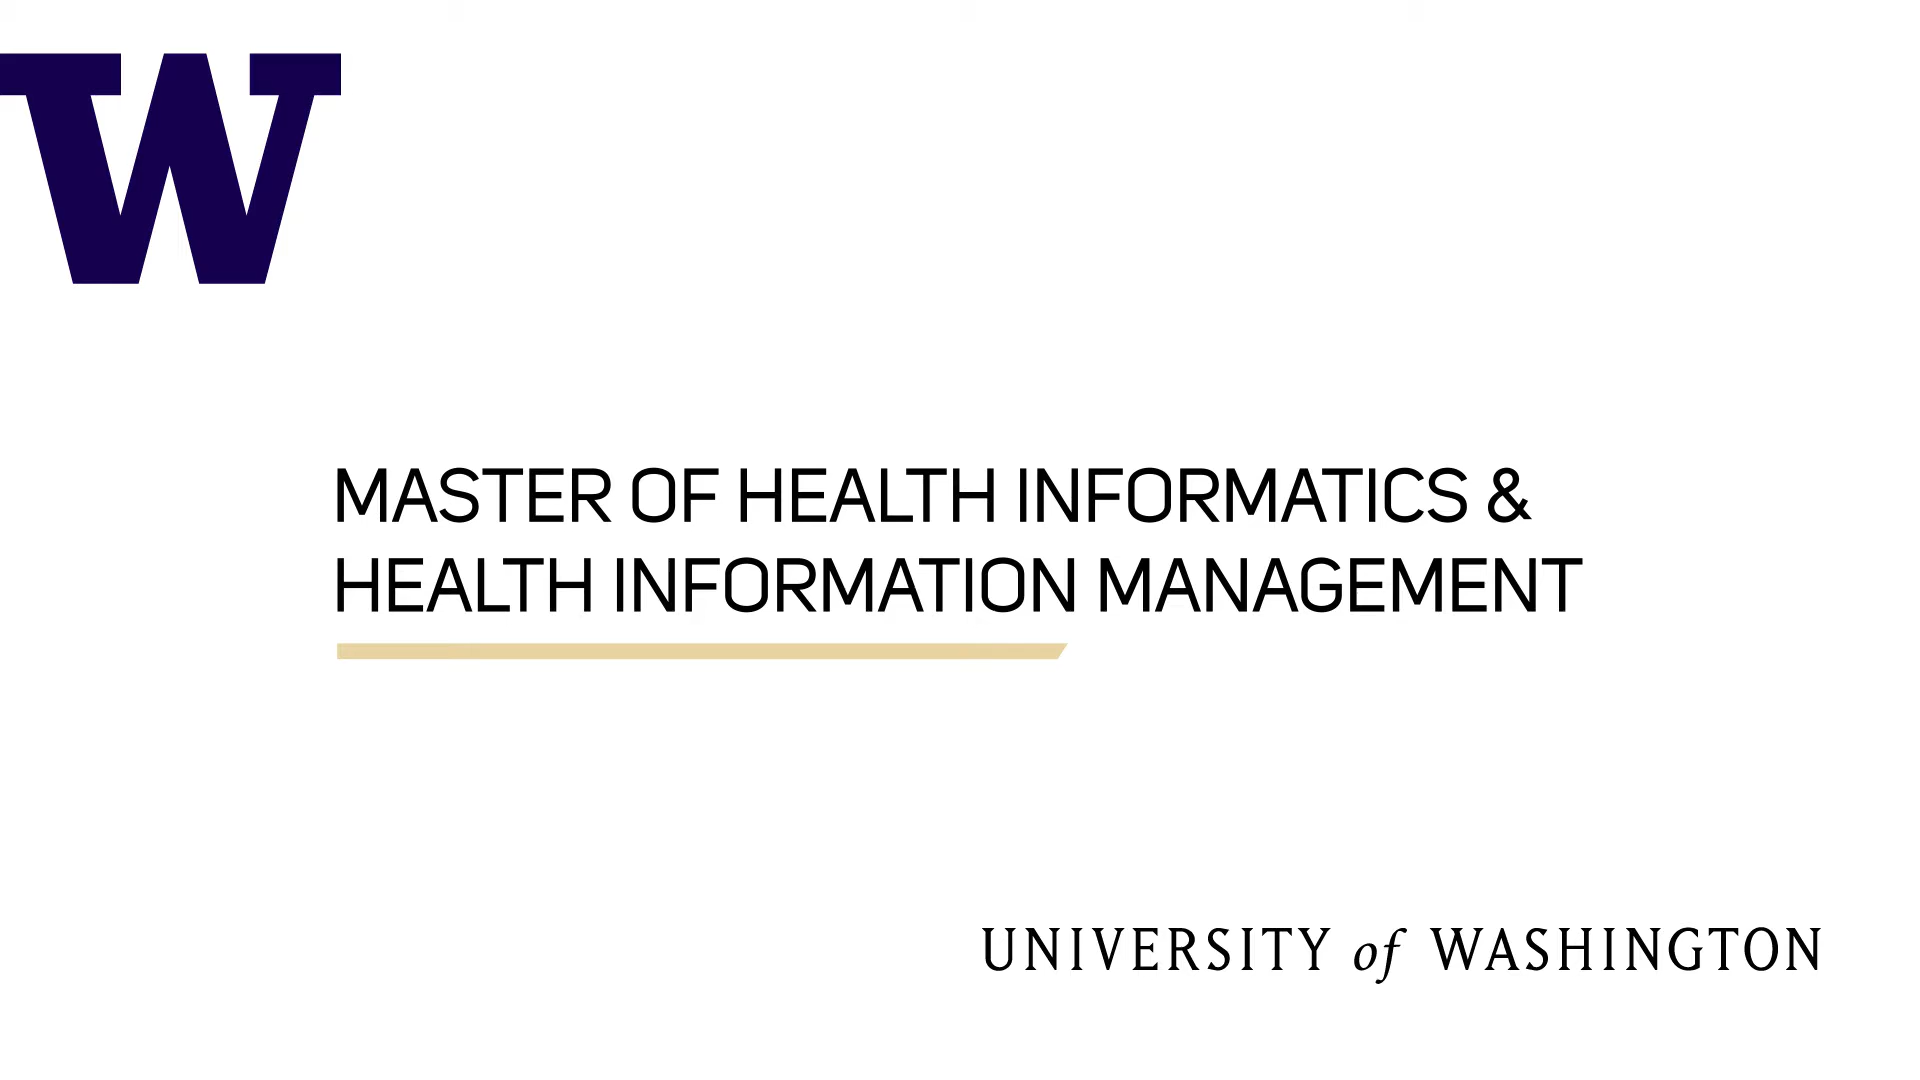 W
MASTER OF HEALTH INFORMATICS &
HEALTH INFORMATION MANAGEMENT
UNIVERSITY of WASHINGTON